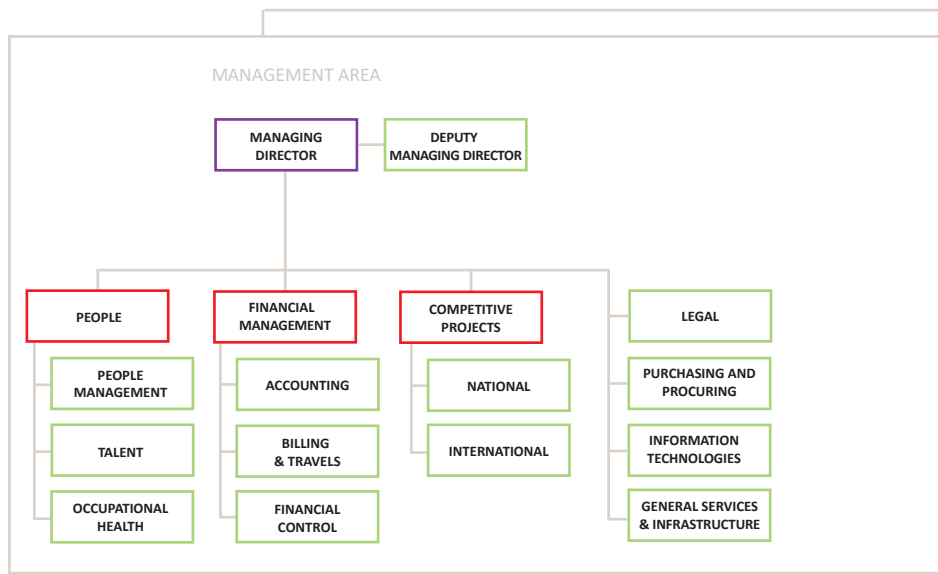 MANAGEMENT AREA
MANAGING
DIRECTOR
DEPUTY
MANAGING DIRECTOR
PEOPLE
PEOPLE
MANAGEMENT
TALENT
OCCUPATIONAL
HEALTH
FINANCIAL
MANAGEMENT
ACCOUNTING
BILLING
& TRAVELS
FINANCIAL
CONTROL
COMPETITIVE
PROJECTS
NATIONAL
INTERNATIONAL
LEGAL
PURCHASING AND
PROCURING
INFORMATION
TECHNOLOGIES
GENERAL SERVICES
& INFRASTRUCTURE